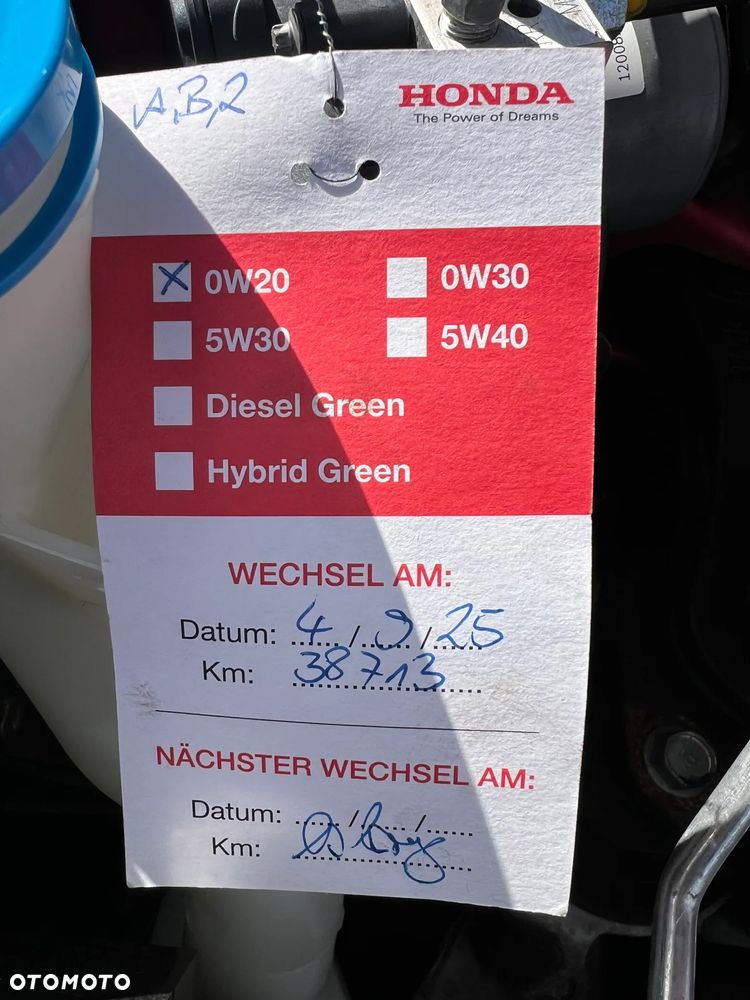 A,B,2
HONDA
The Power of Dreams
12008
X 0W20 0W30
5W30 5W40
Diesel Green
Hybrid Green
WECHSEL AM:
Datum: 4 / 9 / 25
Km: 38713
NÄCHSTER WECHSEL AM:
Datum: ...... / ...... / ......
Km:
OTOMOTO